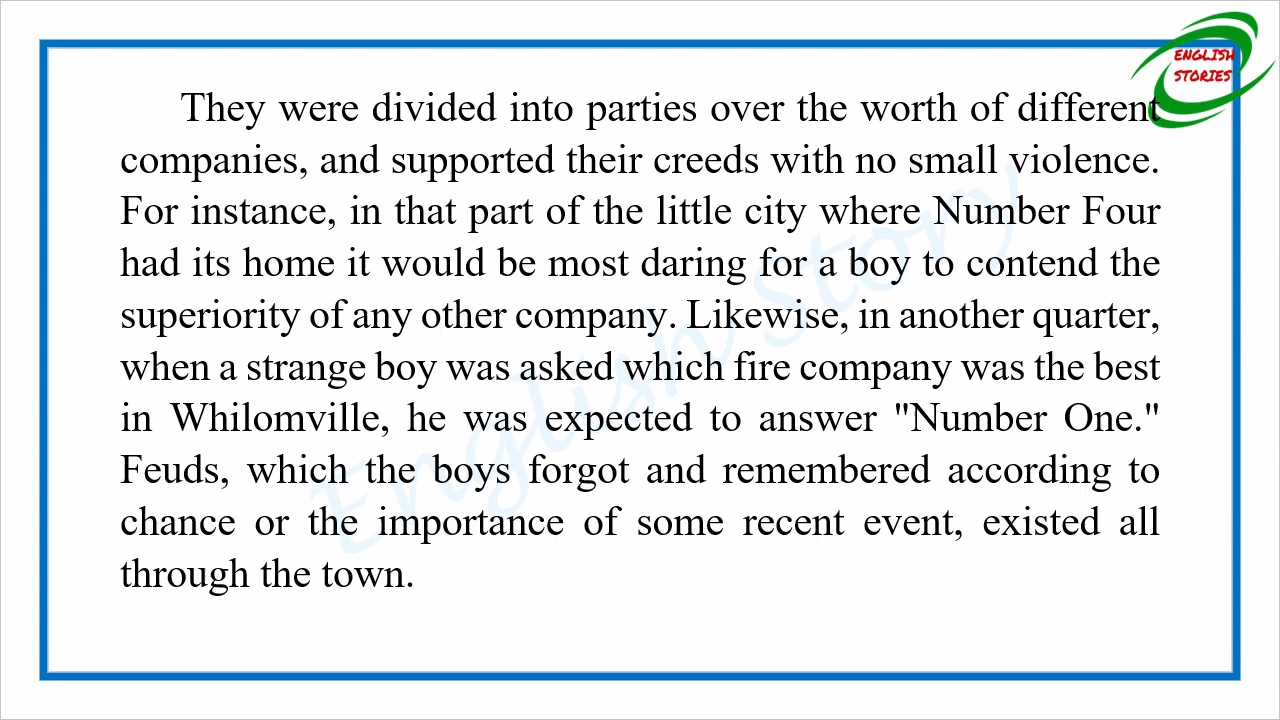 ENGLISH
STORIES
They were divided into parties over the worth of different
companies, and supported their creeds with no small violence.
For instance, in that part of the little city where Number Four
had its home it would be most daring for a boy to contend the
superiority of any other company. Likewise, in another quarter,
when a strange boy was asked which fire company was the best
in Whilomville, he was expected to answer "Number One."
Feuds, which the boys forgot and remembered according to
chance or the importance of some recent event, existed all
through the town.
English Story